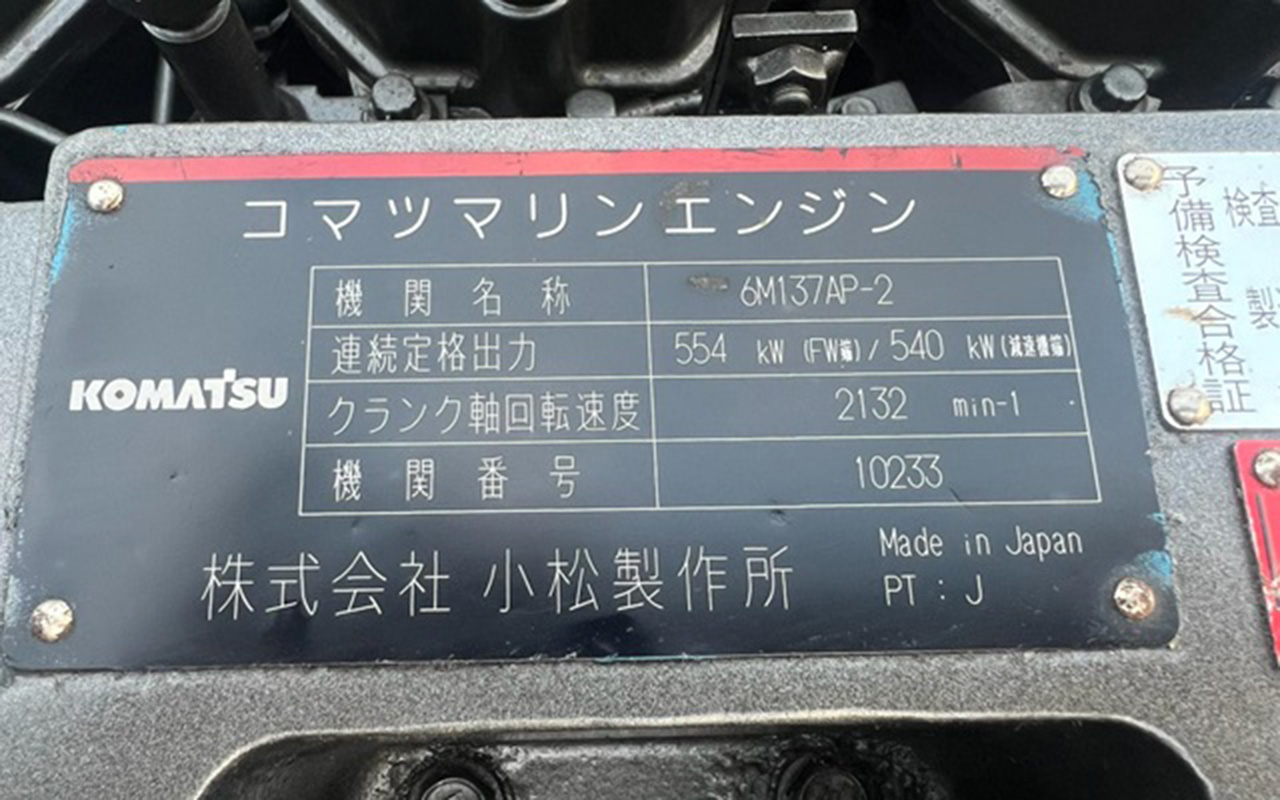 コマツマリンエンジン
機関名称 6M137AP-2
連続定格出力 554 kW (FW端) / 540 kW (減速機端)
クランク軸回転速度 2132 min-1
機関番号 10233
KOMATSU
株式会社 小松製作所
Made in Japan
PT : J
予備検査合格証
検査
製